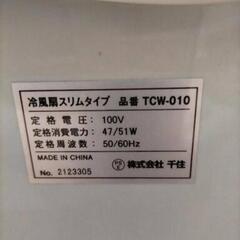 冷風扇スリムタイプ 品番 TCW-010
定格電圧：100V
定格消費電力：47/51W
定格周波数：50/60Hz
MADE IN CHINA
No. 2123305
PSE 株式会社 千住